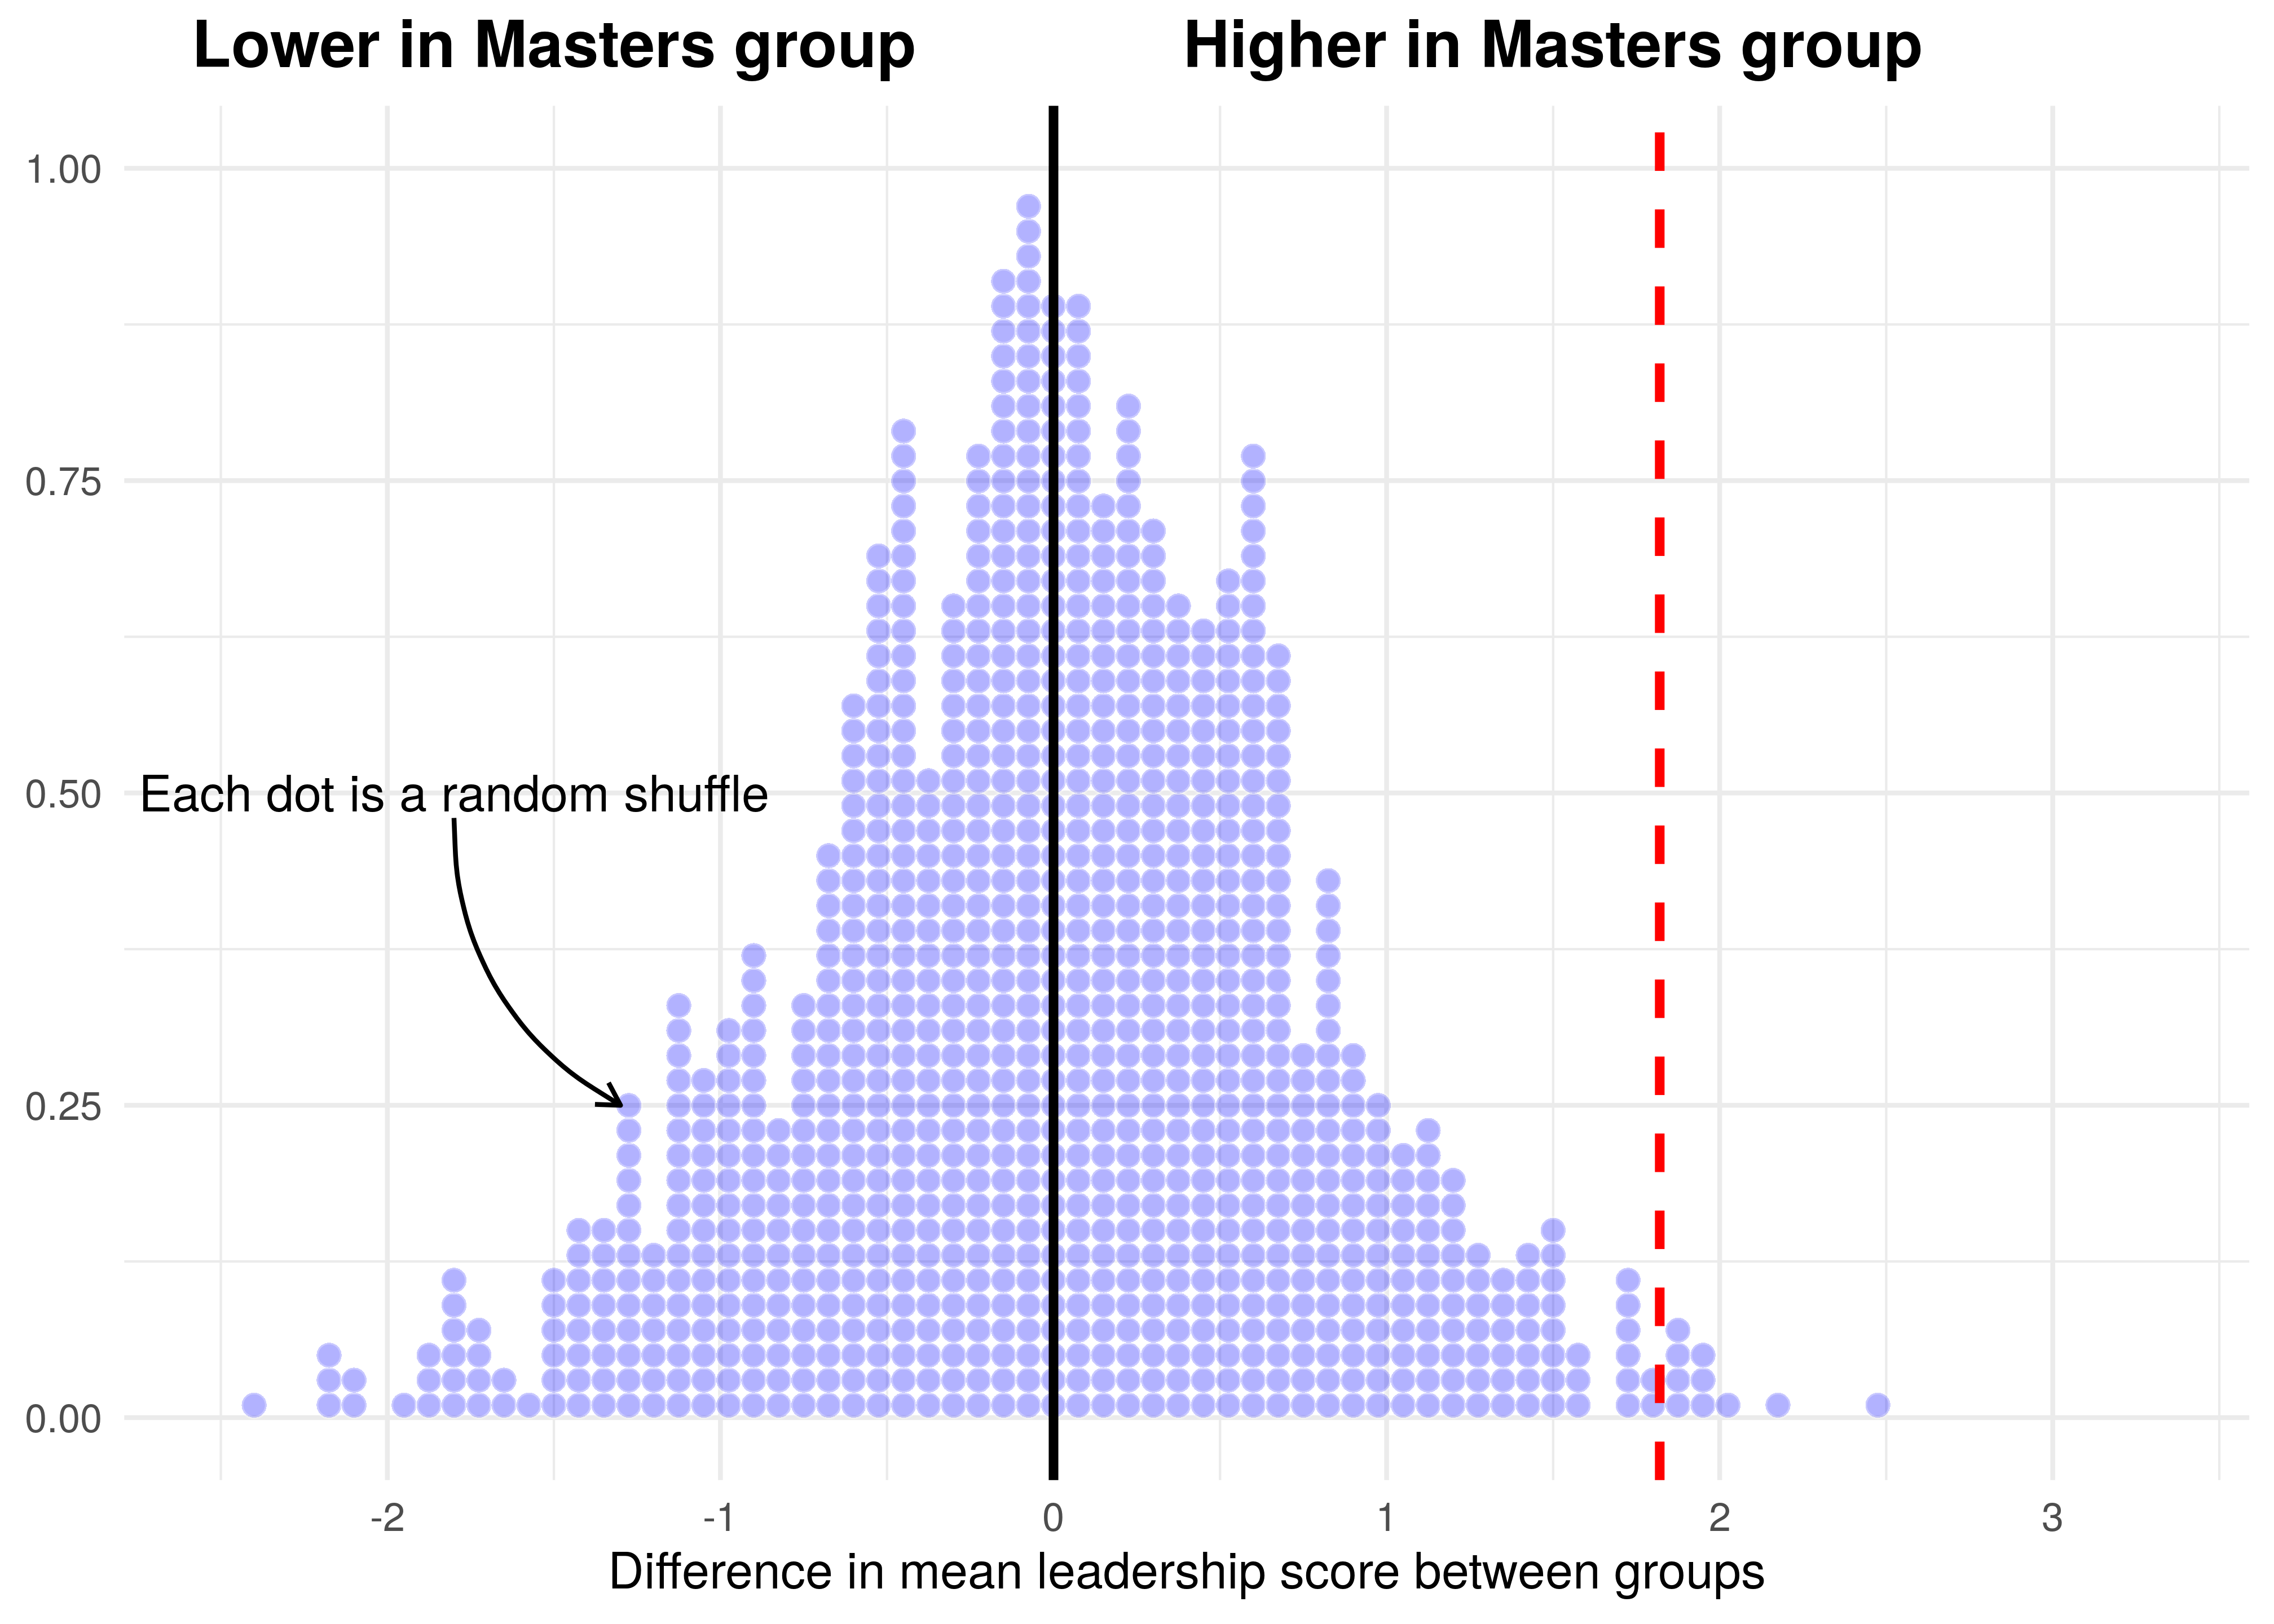 Lower in Masters group
Higher in Masters group
1.00
0.75
0.50
Each dot is a random shuffle
0.25
0.00
-2
-1
0
1
2
3
Difference in mean leadership score between groups